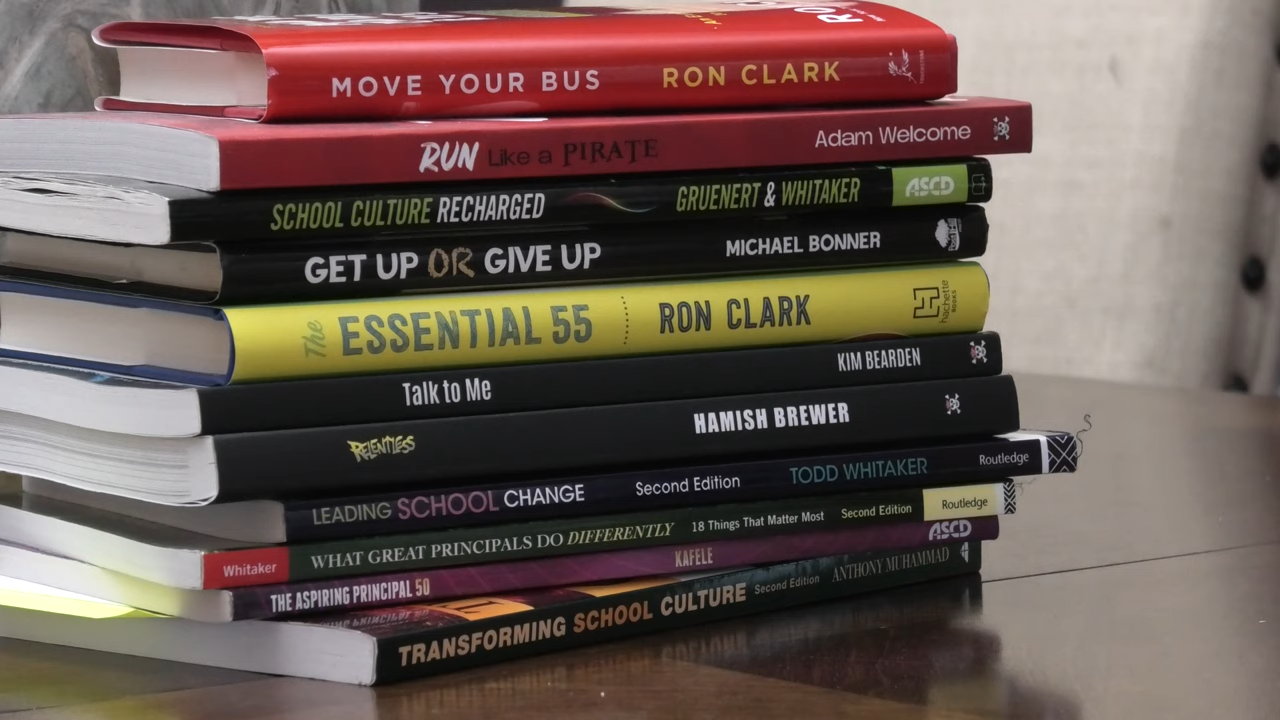 MOVE YOUR BUS RON CLARK
RUN Like a PIRATE Adam Welcome
SCHOOL CULTURE RECHARGED GRUENERT & WHITAKER ASCD
GET UP OR GIVE UP MICHAEL BONNER
The ESSENTIAL 55 RON CLARK hachette BOOKS
Talk to Me KIM BEARDEN
RELENTLESS HAMISH BREWER
LEADING SCHOOL CHANGE Second Edition TODD WHITAKER Routledge
Whitaker WHAT GREAT PRINCIPALS DO DIFFERENTLY 18 Things That Matter Most Second Edition Routledge
THE ASPIRING PRINCIPAL 50 KAFELE ASCD
TRANSFORMING SCHOOL CULTURE Second Edition ANTHONY MUHAMMAD